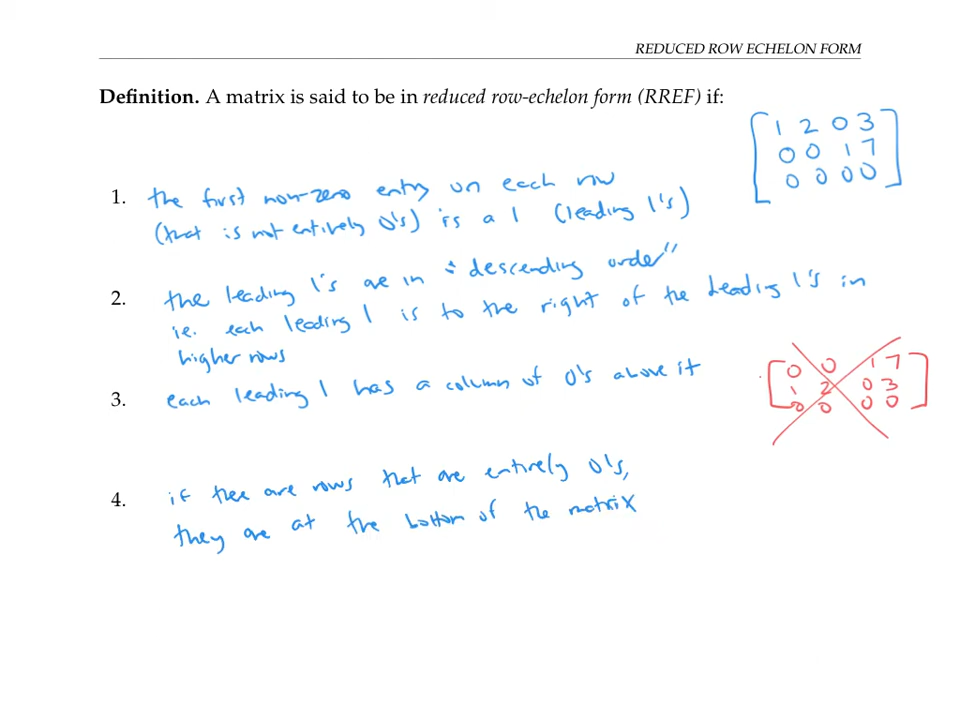 REDUCED ROW ECHELON FORM
Definition. A matrix is said to be in reduced row-echelon form (RREF) if:
1 2 0 3
0 0 1 7
0 0 0 0
1. the first non-zero entry on each row
(that is not entirely 0's) is a 1 (leading 1's)
2. the leading 1's are in "descending order"
i.e. each leading 1 is to the right of the leading 1's in
higher rows
0 0 1 7
1 2 0 3
0 0 0 0
3. each leading 1 has a column of 0's above it
4. if thee are rows that are entirely 0's,
they are at the bottom of the matrix